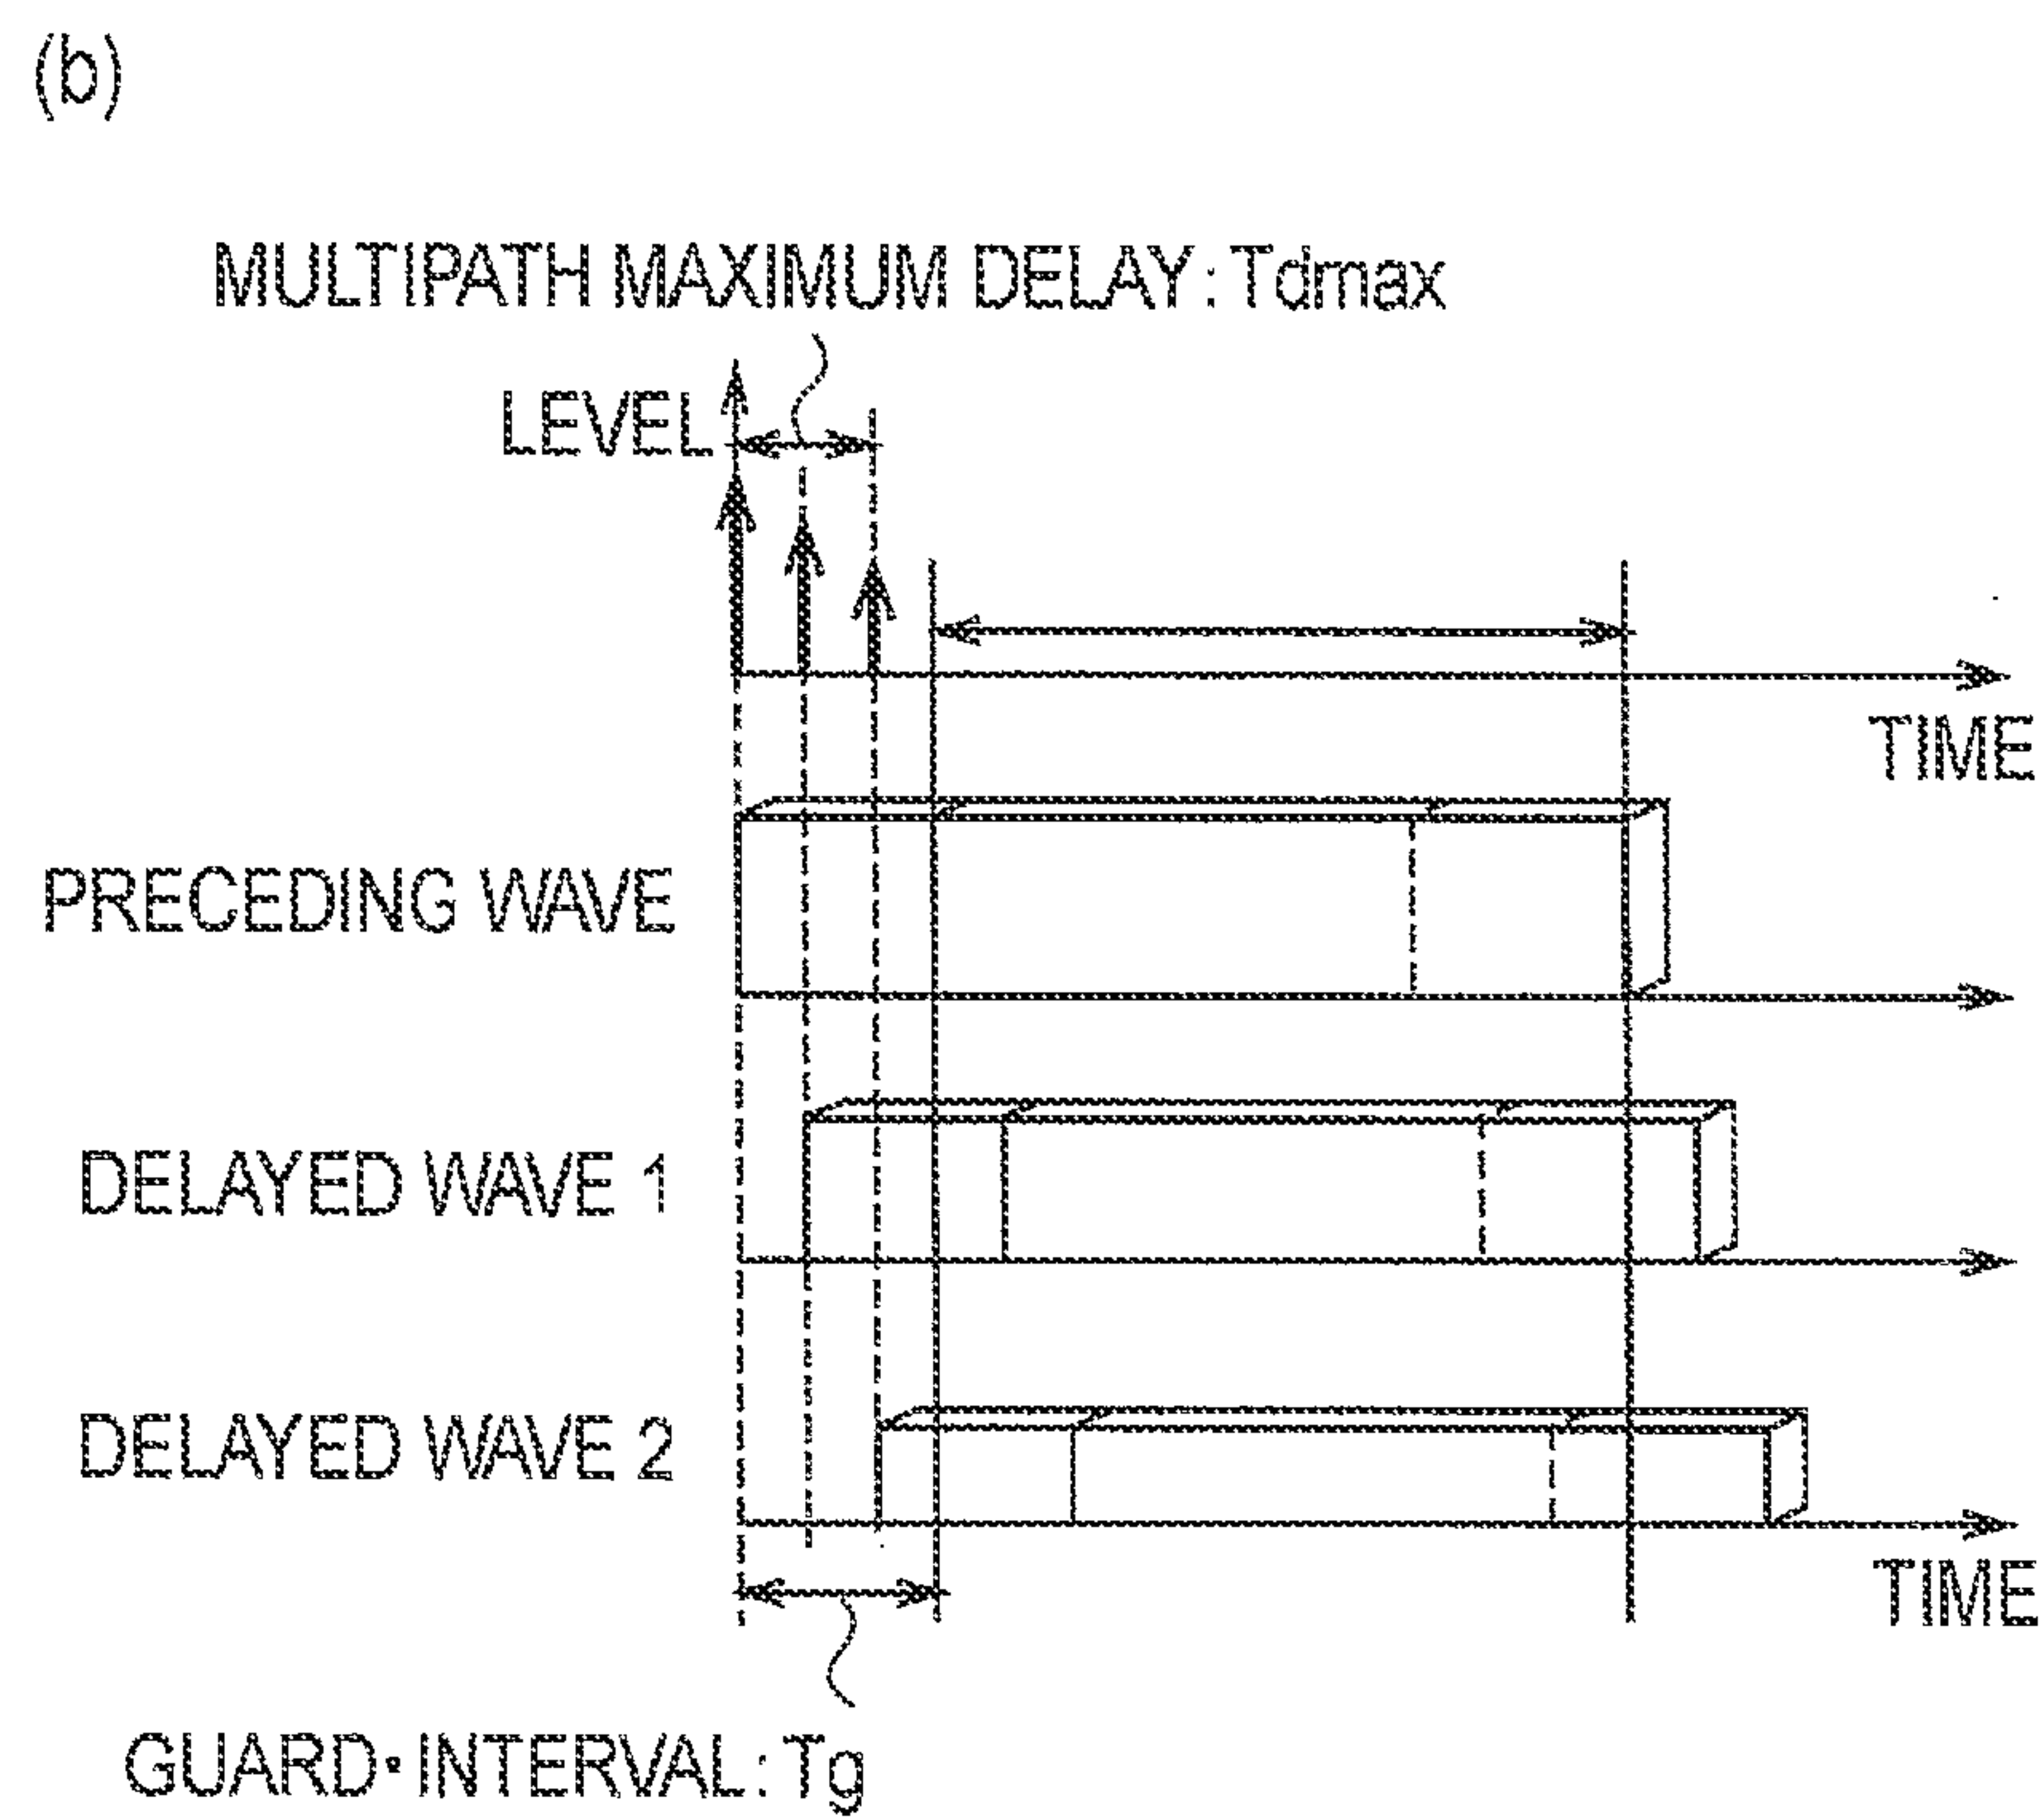 (b)
MULTIPATH MAXIMUM DELAY: Tdmax
LEVEL
TIME
PRECEDING WAVE
DELAYED WAVE 1
DELAYED WAVE 2
TIME
GUARD·INTERVAL: Tg